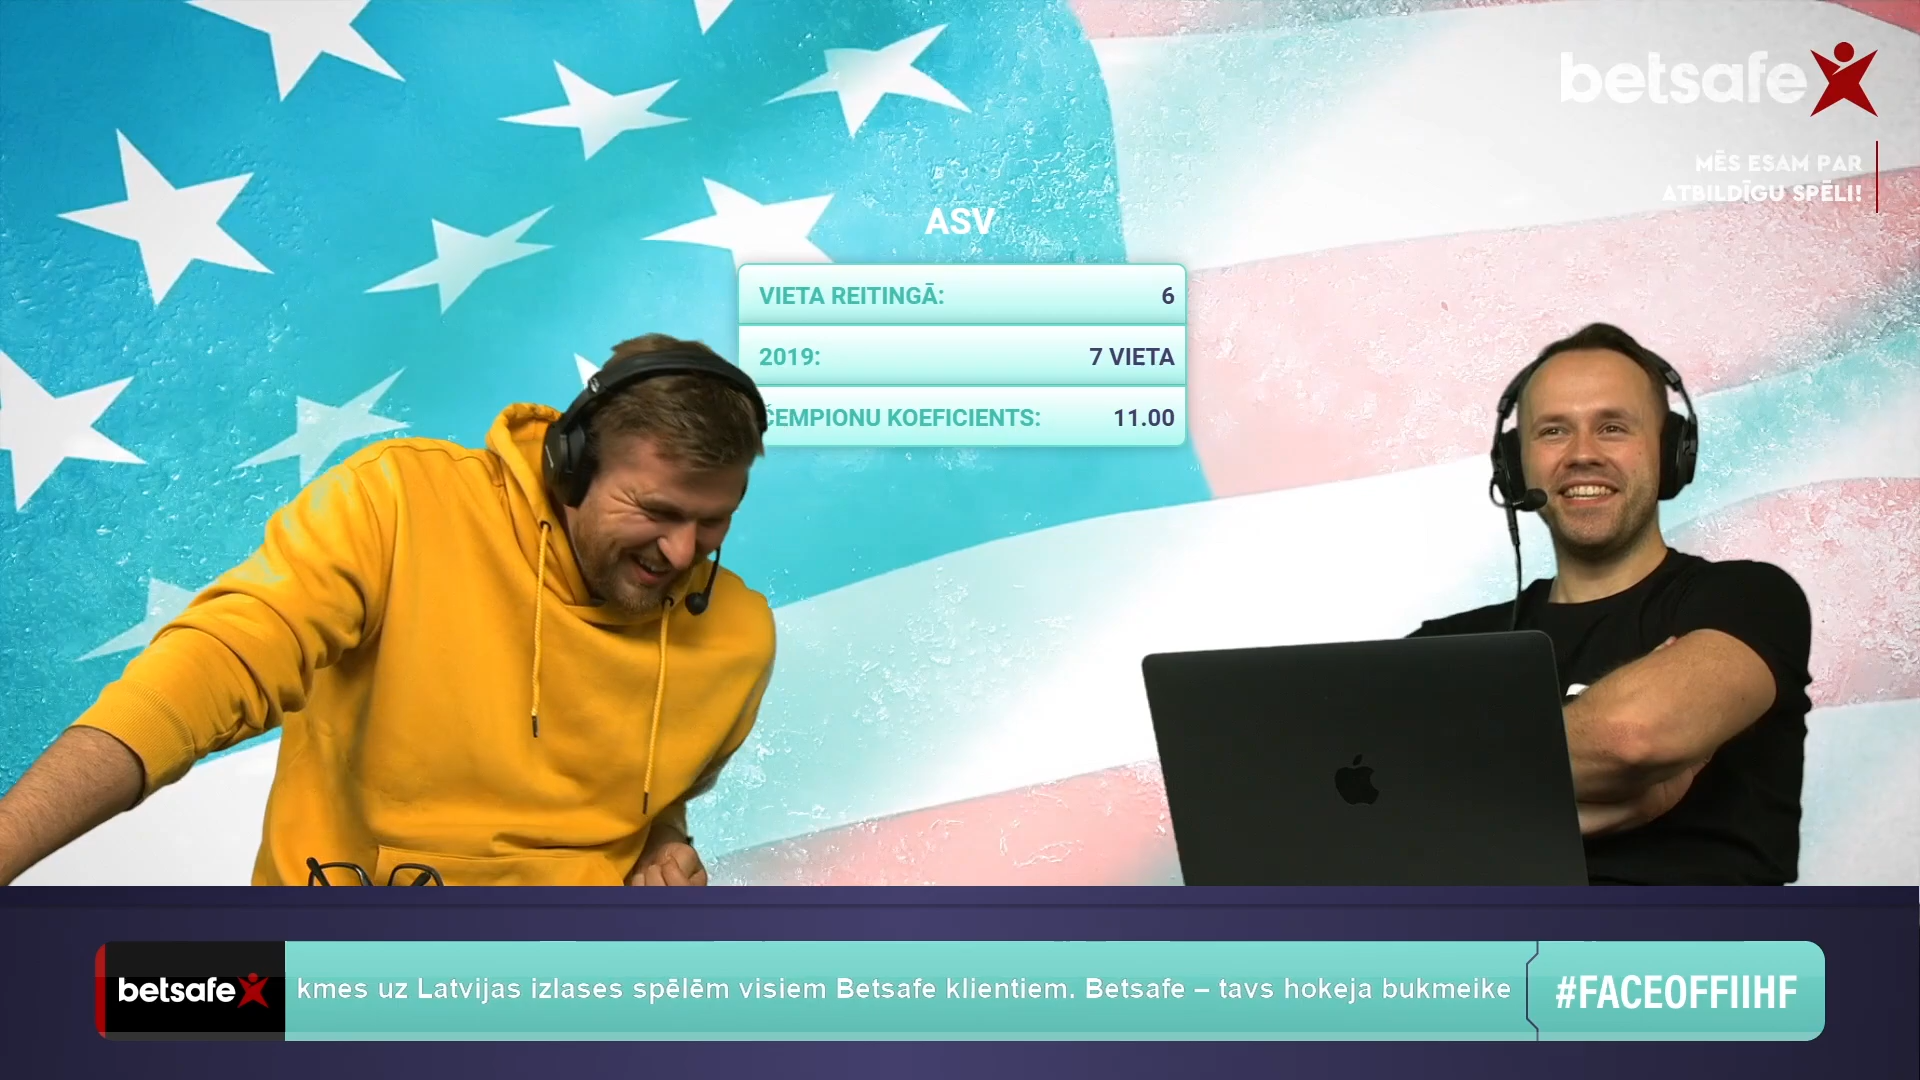 betsafe
MĒS ESAM PAR
ATBILDĪGU SPĒLI!
ASV
VIETA REITINGĀ: 6
2019: 7 VIETA
ČEMPIONU KOEFICIENTS: 11.00
betsafe
kmes uz Latvijas izlases spēlēm visiem Betsafe klientiem. Betsafe – tavs hokeja bukmeike
#FACEOFFIIHF